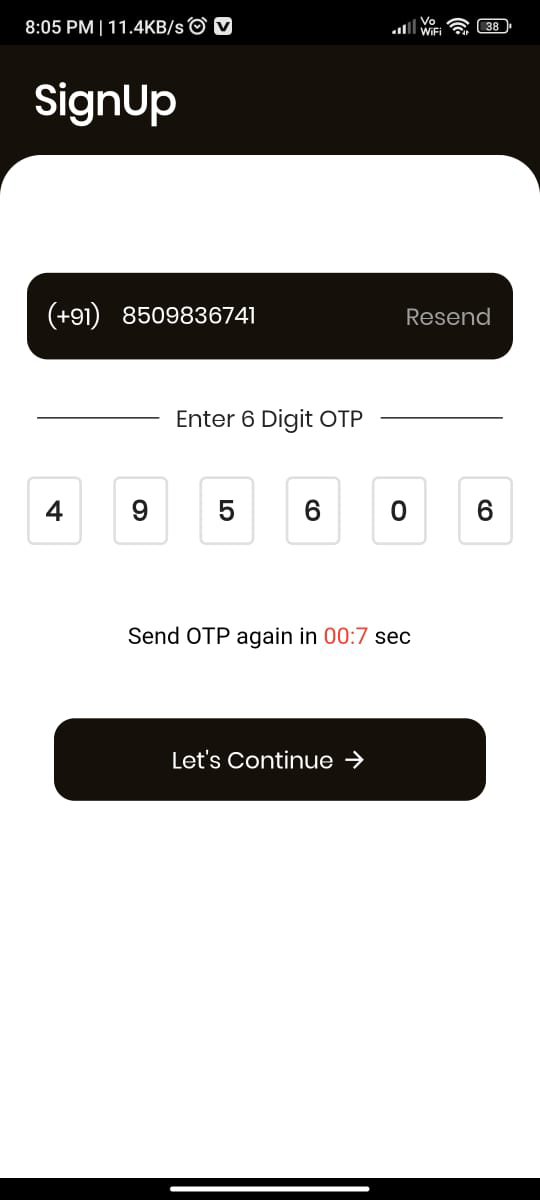 8:05 PM | 11.4KB/s V Vo WiFi 38
SignUp
(+91) 8509836741 Resend
Enter 6 Digit OTP
4 9 5 6 0 6
Send OTP again in 00:7 sec
Let's Continue →